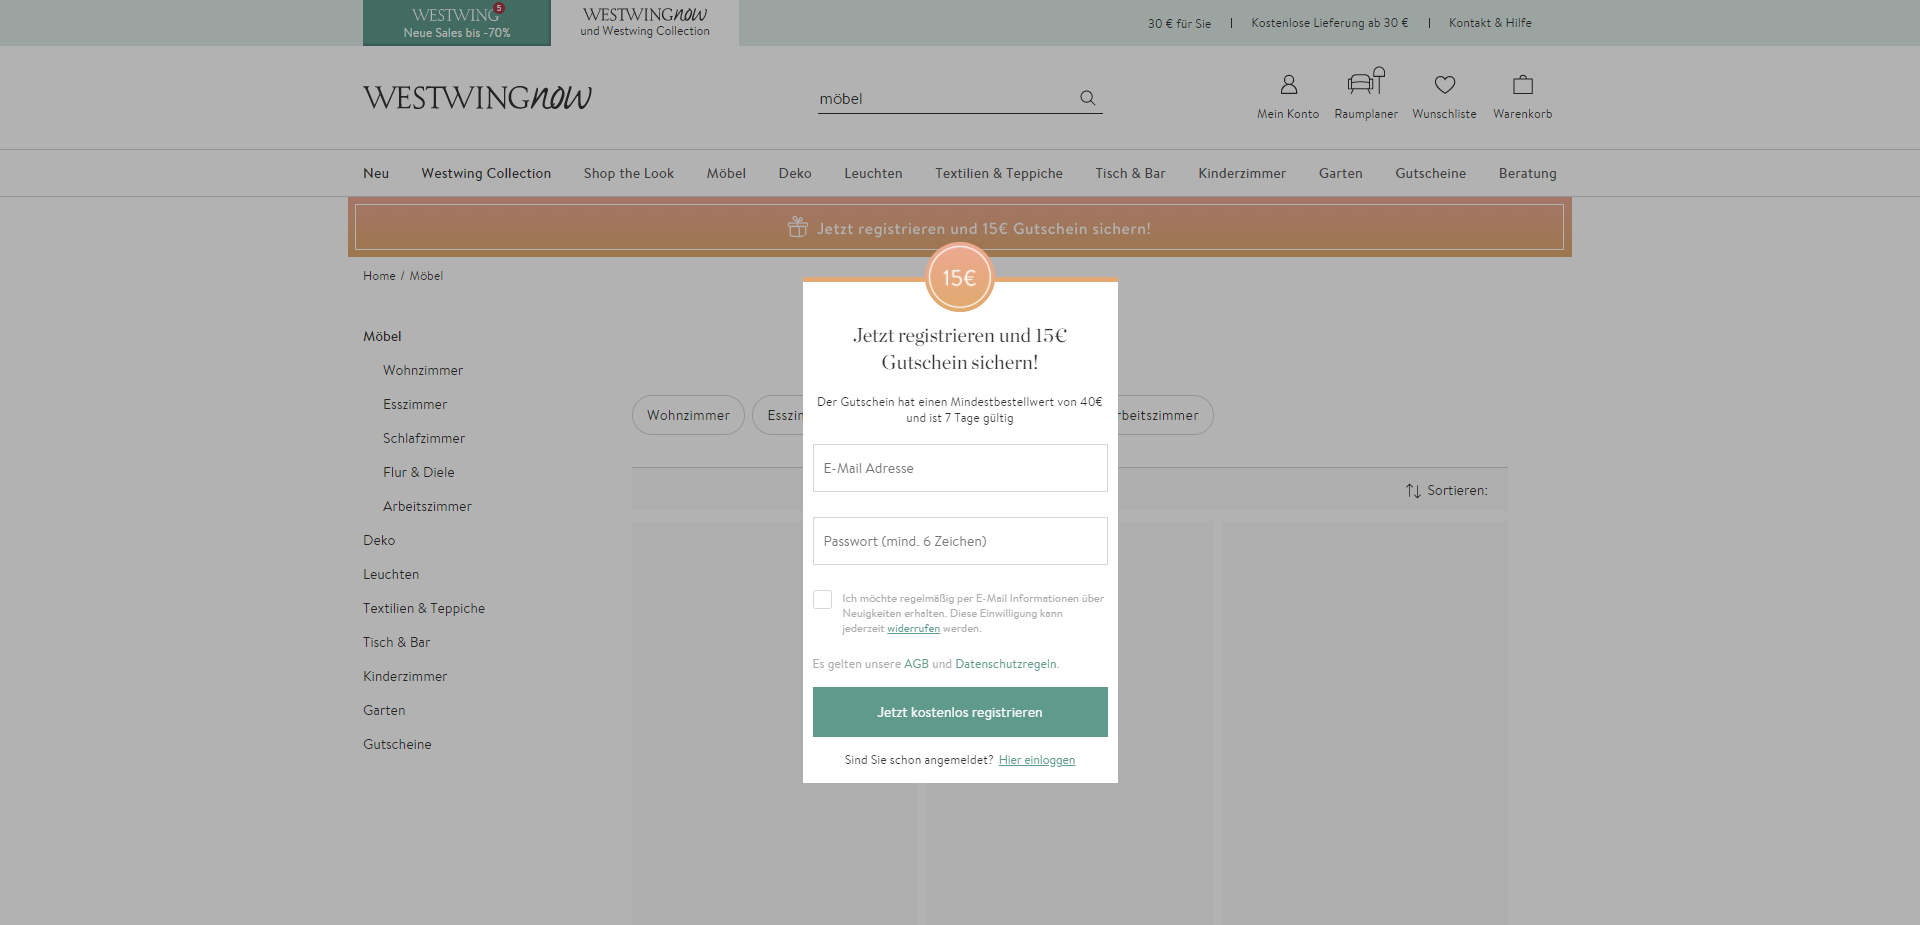 WESTWING 5
Neue Sales bis -70%
WESTWINGnow
und Westwing Collection
30 € für Sie
Kostenlose Lieferung ab 30 €
Kontakt & Hilfe
WESTWINGnow
möbel
Mein Konto
Raumplaner
Wunschliste
Warenkorb
Neu
Westwing Collection
Shop the Look
Möbel
Deko
Leuchten
Textilien & Teppiche
Tisch & Bar
Kinderzimmer
Garten
Gutscheine
Beratung
Jetzt registrieren und 15€ Gutschein sichern!
Home / Möbel
Möbel
Wohnzimmer
Esszimmer
Schlafzimmer
Flur & Diele
Arbeitszimmer
Deko
Leuchten
Textilien & Teppiche
Tisch & Bar
Kinderzimmer
Garten
Gutscheine
Wohnzimmer
Esszin
rbeitszimmer
Sortieren:
15€
Jetzt registrieren und 15€
Gutschein sichern!
Der Gutschein hat einen Mindestbestellwert von 40€
und ist 7 Tage gültig
E-Mail Adresse
Passwort (mind. 6 Zeichen)
Ich möchte regelmäßig per E-Mail Informationen über
Neuigkeiten erhalten. Diese Einwilligung kann
jederzeit widerrufen werden.
Es gelten unsere AGB und Datenschutzregeln.
Jetzt kostenlos registrieren
Sind Sie schon angemeldet? Hier einloggen